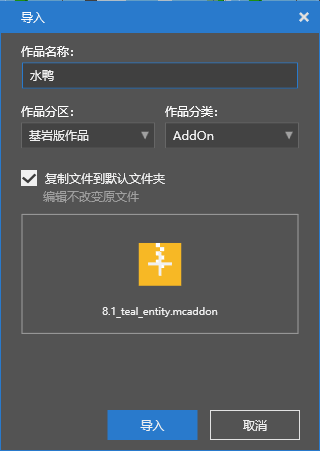 导入
作品名称：
水鸭
作品分区： 作品分类：
基岩版作品 AddOn
复制文件到默认文件夹
编辑不改变原文件
8.1_teal_entity.mcaddon
导入 取消